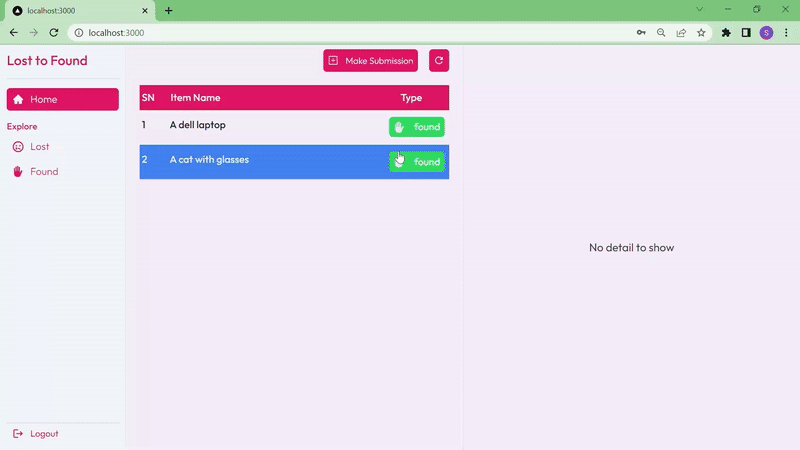 localhost:3000
localhost:3000
S
Lost to Found
Make Submission
Home
SN Item Name Type
Explore
1 A dell laptop found
Lost
2 A cat with glasses found
Found
No detail to show
Logout